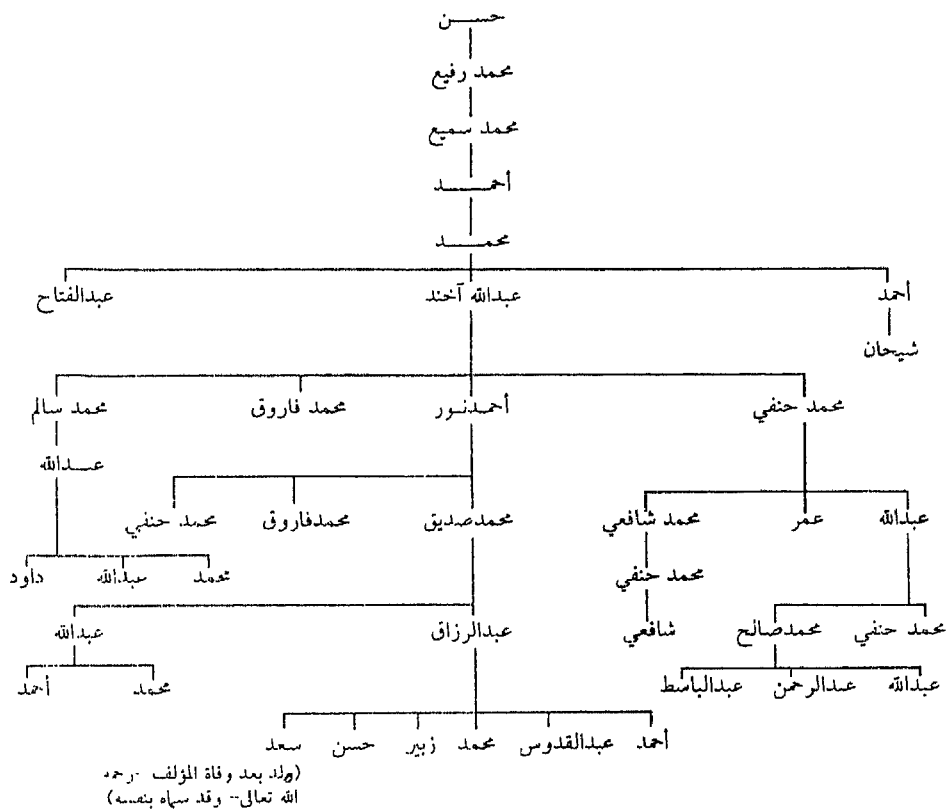 حسن
محمد رفيع
محمد سميع
أحمد
محمد
أحمد عبدالله آخند عبدالفتاح
شيحان
محمد حنفي أحمدنور محمد فاروق محمد سالم
عبدالله
عبدالله عمر محمد شافعي محمدصديق محمدفاروق محمد حنفي
محمد عبدالله داود
محمد حنفي
محمد حنفي محمدصالح شافعي عبدالرزاق عبدالله
عبدالله عبدالرحمن عبدالباسط محمد أحمد
أحمد عبدالقدوس محمد زبير حسن سعد
(ولد بعد وفاة المؤلف -رحمه
الله تعالى-- وقد سماه بنفسه)